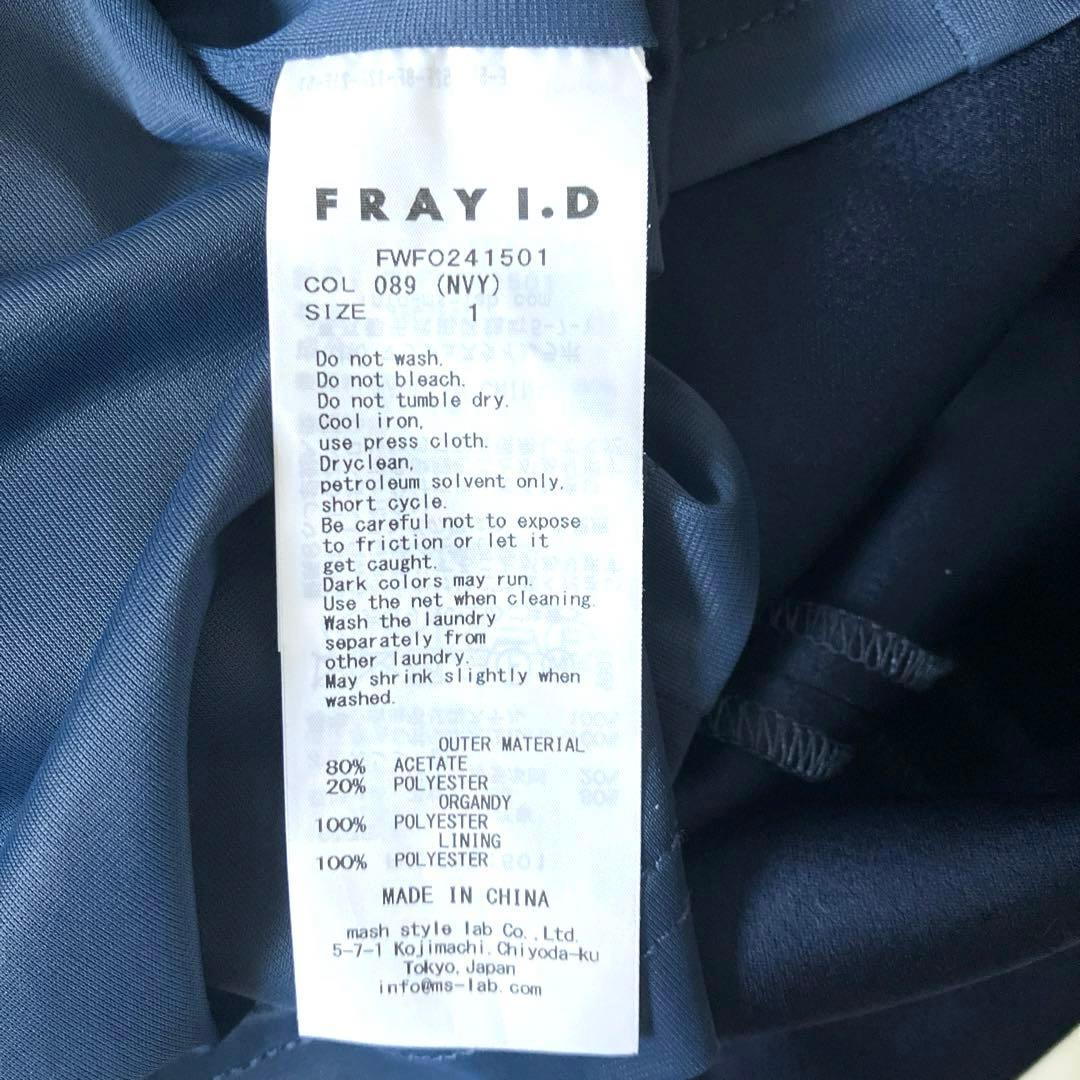 FRAY I.D
FWFO241501
COL 089 (NVY)
SIZE 1
Do not wash.
Do not bleach.
Do not tumble dry.
Cool iron,
use press cloth.
Dryclean,
petroleum solvent only,
short cycle.
Be careful not to expose
to friction or let it
get caught.
Dark colors may run.
Use the net when cleaning.
Wash the laundry
separately from
other laundry.
May shrink slightly when
washed.
OUTER MATERIAL
80% ACETATE
20% POLYESTER
ORGANDY
100% POLYESTER
LINING
100% POLYESTER
MADE IN CHINA
mash style lab Co.,Ltd.
5-7-1 Kojimachi.Chiyoda-ku
Tokyo, Japan
info@ms-lab.com